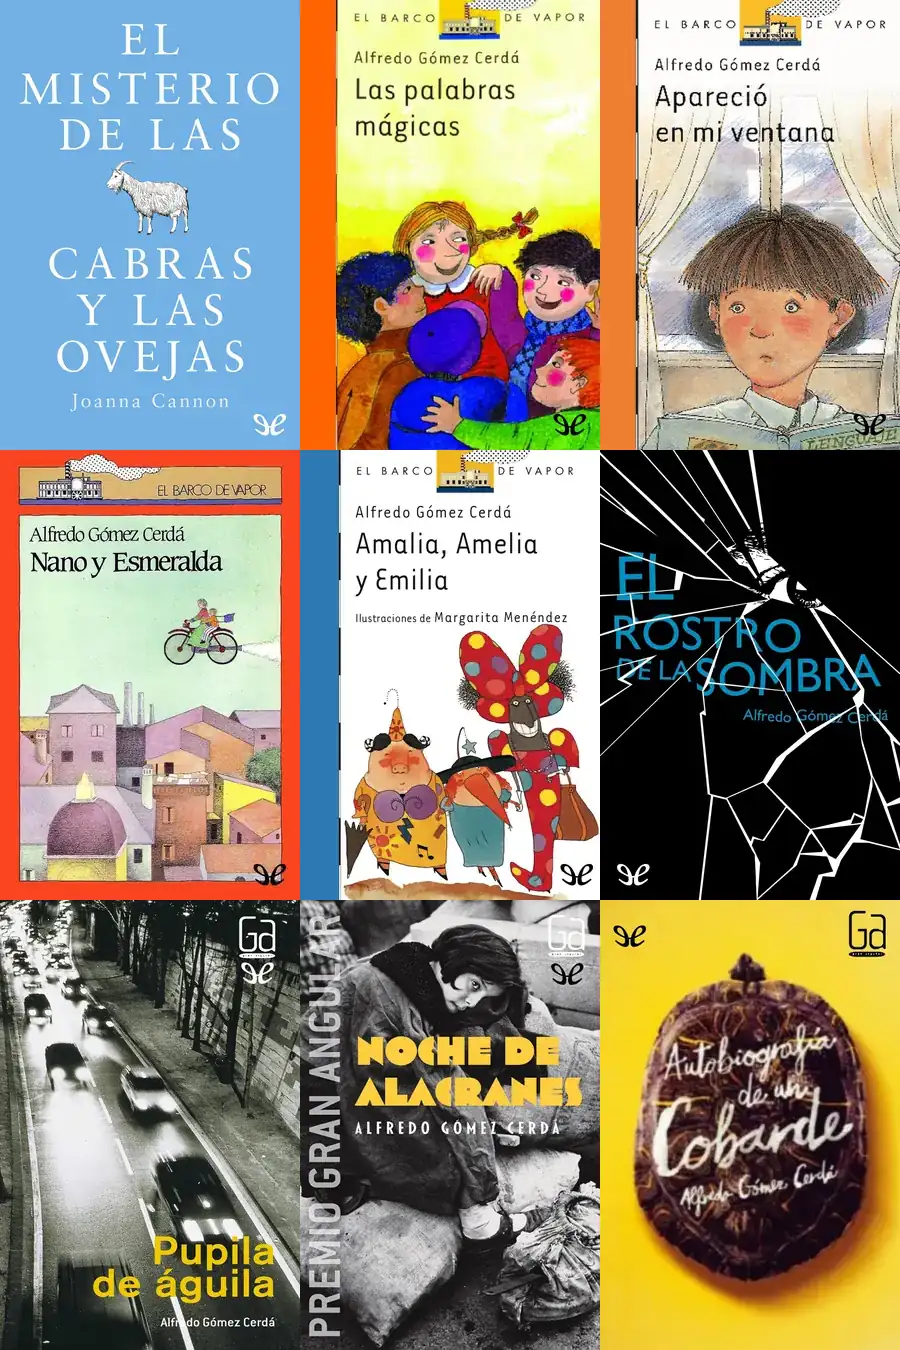 EL
MISTERIO
DE LAS
CABRAS
Y LAS
OVEJAS
Joanna Cannon
EL BARCO DE VAPOR
Alfredo Gómez Cerdá
Las palabras
mágicas
EL BARCO DE VAPOR
Alfredo Gómez Cerdá
Apareció
en mi ventana
LENGUAJE
EL BARCO DE VAPOR
Alfredo Gómez Cerdá
Nano y Esmeralda
EL BARCO DE VAPOR
Alfredo Gómez Cerdá
Amalia, Amelia
y Emilia
Ilustraciones de Margarita Menéndez
EL
ROSTRO
DE LA SOMBRA
Alfredo Gómez Cerdá
Ga
Pupila
de águila
Alfredo Gómez Cerdá
PREMIO GRAN ANGULAR
Ga
NOCHE DE
ALACRANES
ALFREDO GÓMEZ CERDÁ
Ga
Autobiografía
de un
Cobarde
Alfredo Gómez Cerdá